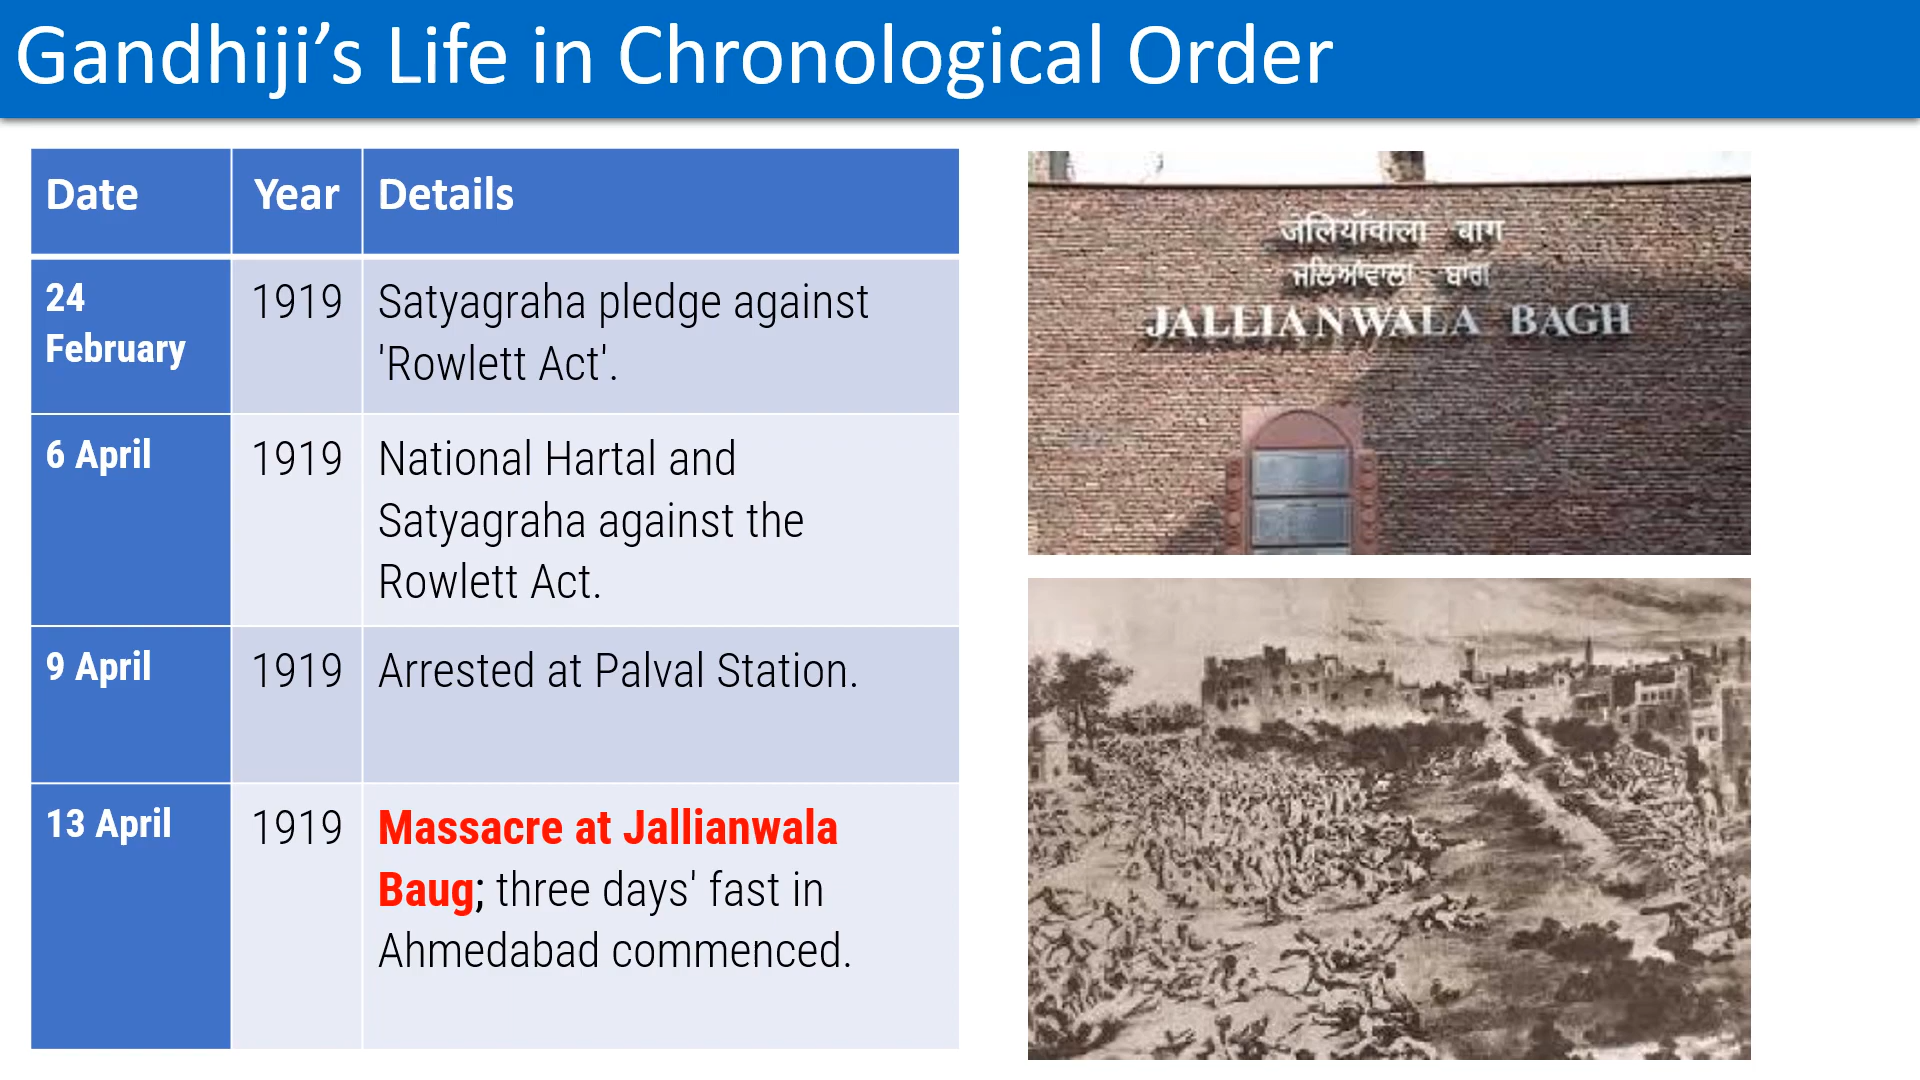 Gandhiji’s Life in Chronological Order
Date Year Details
24 February 1919 Satyagraha pledge against
'Rowlett Act'.
6 April 1919 National Hartal and
Satyagraha against the
Rowlett Act.
9 April 1919 Arrested at Palval Station.
13 April 1919 Massacre at Jallianwala
Baug; three days' fast in
Ahmedabad commenced.
जलियाँवाला बाग
ਜਲਿਆਂਵਾਲਾ ਬਾਗ
JALLIANWALA BAGH